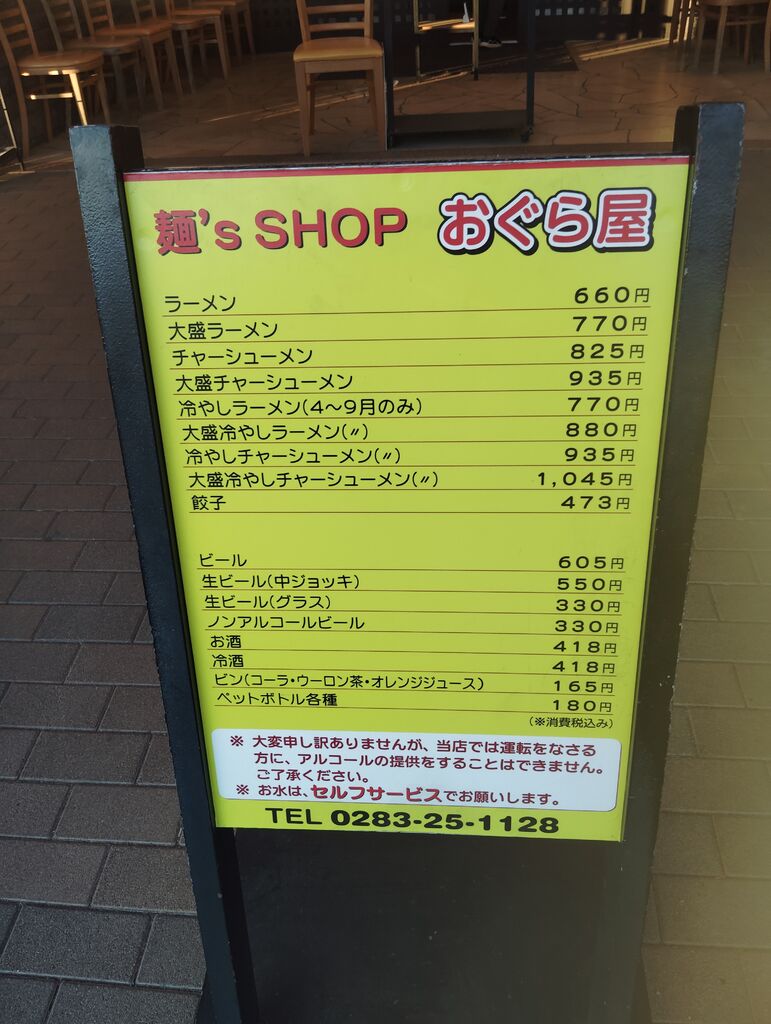 麺's SHOP おぐら屋
ラーメン 660円
大盛ラーメン 770円
チャーシューメン 825円
大盛チャーシューメン 935円
冷やしラーメン(4〜9月のみ) 770円
大盛冷やしラーメン(〃) 880円
冷やしチャーシューメン(〃) 935円
大盛冷やしチャーシューメン(〃) 1,045円
餃子 473円
ビール 605円
生ビール(中ジョッキ) 550円
生ビール(グラス) 330円
ノンアルコールビール 330円
お酒 418円
冷酒 418円
ビン(コーラ・ウーロン茶・オレンジジュース) 165円
ペットボトル各種 180円
(※消費税込み)
※ 大変申し訳ありませんが、当店では運転をなさる
方に、アルコールの提供をすることはできません。
ご了承ください。
※ お水は、セルフサービスでお願いします。
TEL 0283-25-1128